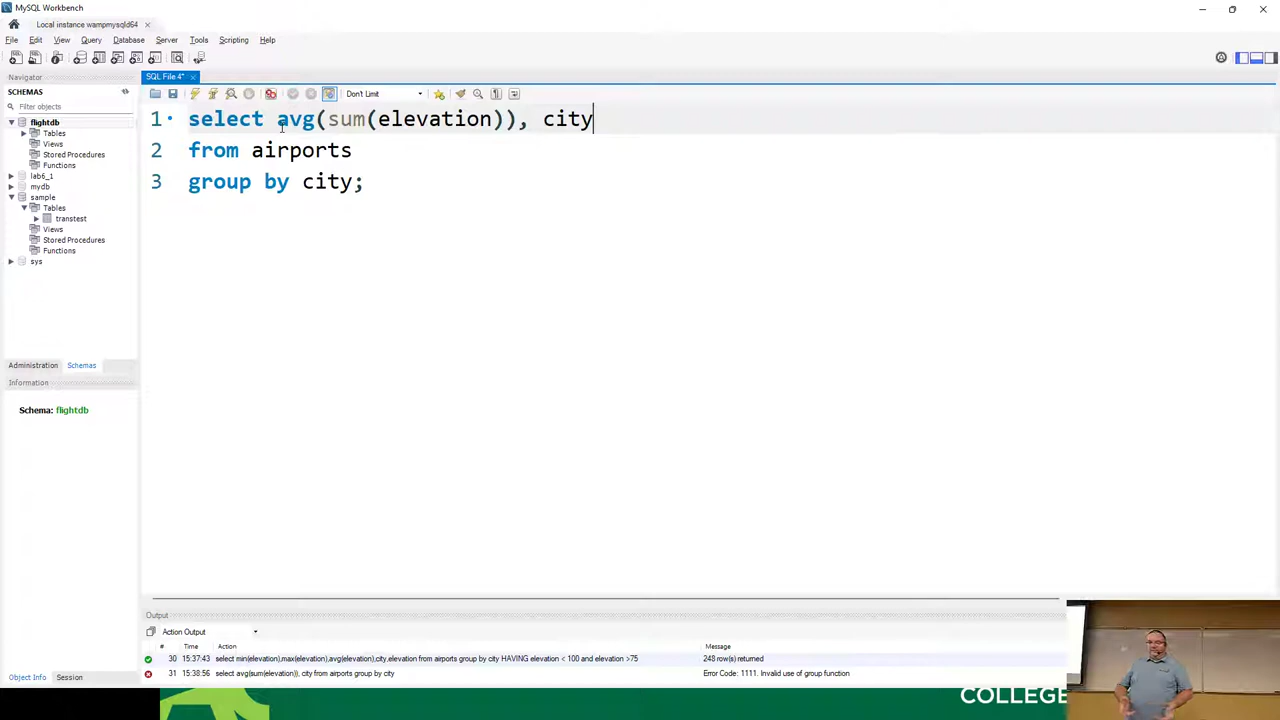 MySQL Workbench
Local instance wampmysqld64 ×
File Edit View Query Database Server Tools Scripting Help
Navigator
SCHEMAS
Filter objects
flightdb
Tables
Views
Stored Procedures
Functions
lab6_1
mydb
sample
Tables
transtest
Views
Stored Procedures
Functions
sys
Administration Schemas
Information
Schema: flightdb
Object Info Session
SQL File 4* ×
Don't Limit
1 select avg(sum(elevation)), city
2 from airports
3 group by city;
Output
Action Output
# Time Action Message
30 15:37:43 select min(elevation),max(elevation),avg(elevation),city,elevation from airports group by city HAVING elevation < 100 and elevation >75 248 row(s) returned
31 15:38:56 select avg(sum(elevation)), city from airports group by city Error Code: 1111. Invalid use of group function
COLLEGE